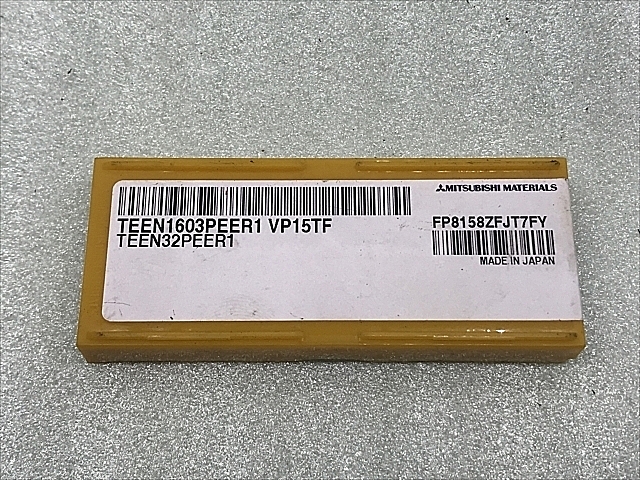 MITSUBISHI MATERIALS
TEEN1603PEER1 VP15TF
TEEN32PEER1
FP8158ZFJT7FY
MADE IN JAPAN